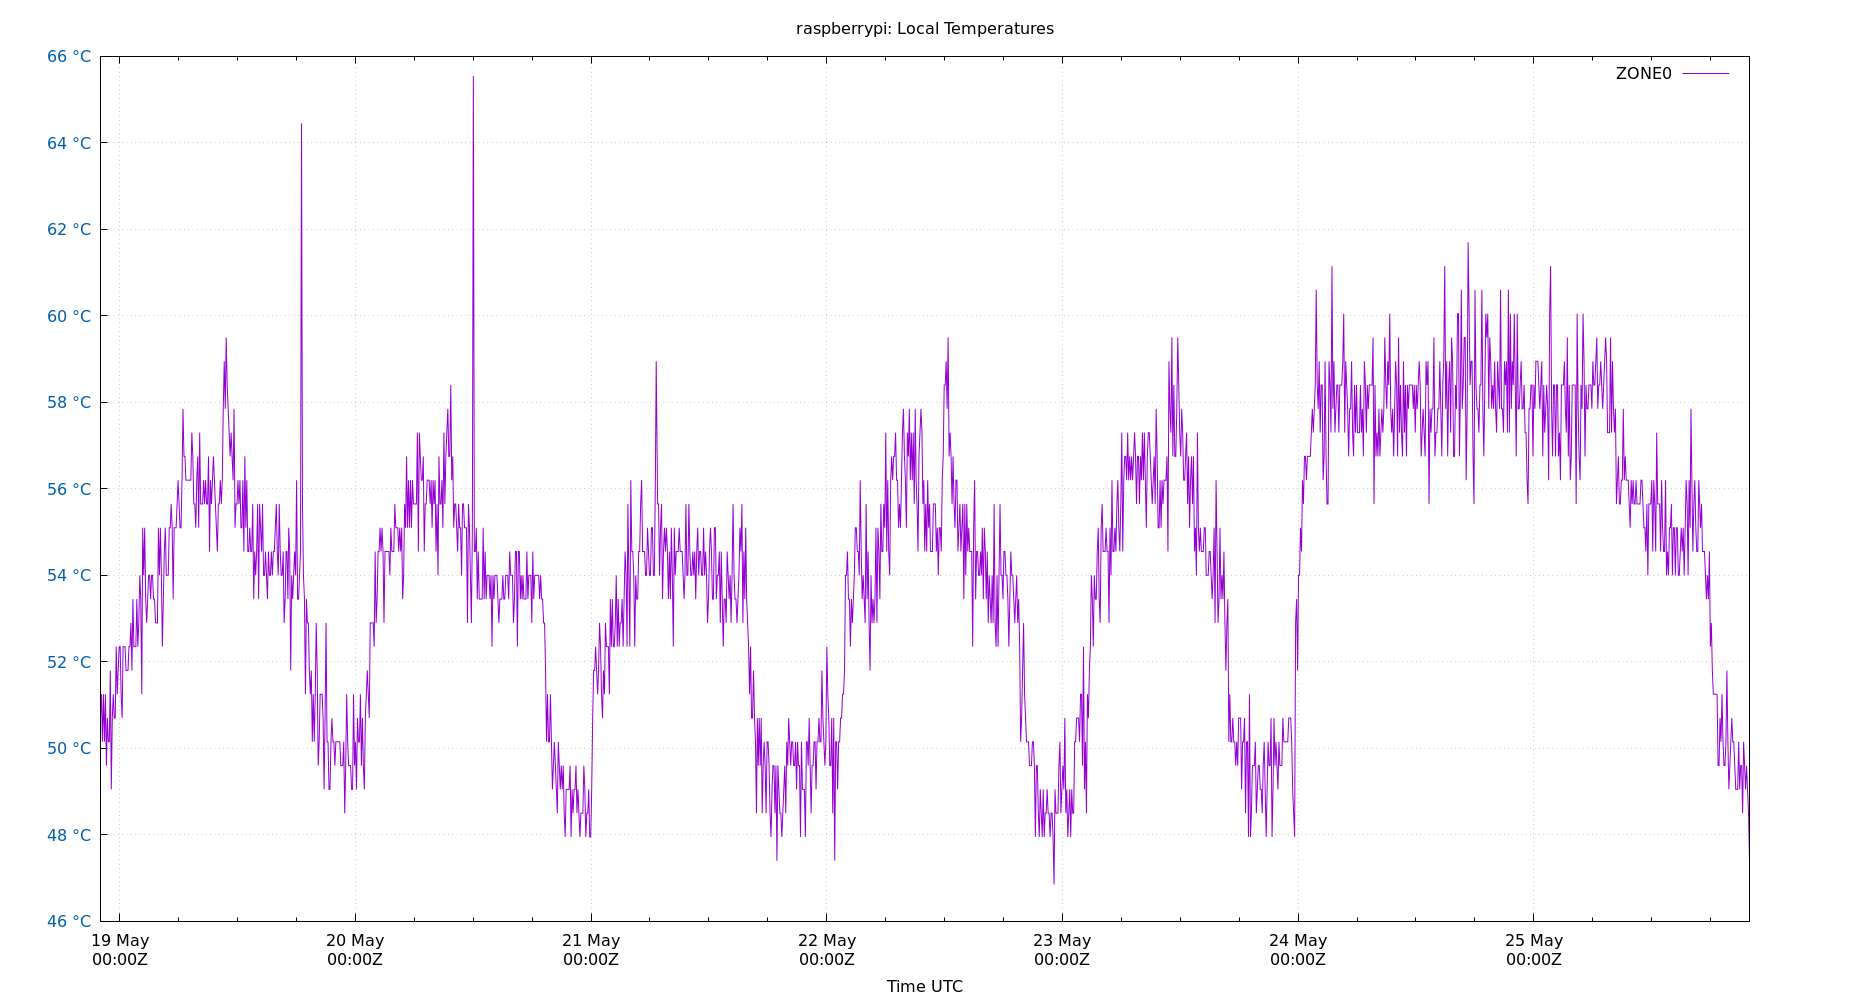 raspberrypi: Local Temperatures
66 °C
ZONE0
64 °C
62 °C
60 °C
58 °C
56 °C
54 °C
52 °C
50 °C
48 °C
46 °C
19 May 20 May 21 May 22 May 23 May 24 May 25 May
00:00Z 00:00Z 00:00Z 00:00Z 00:00Z 00:00Z 00:00Z
Time UTC